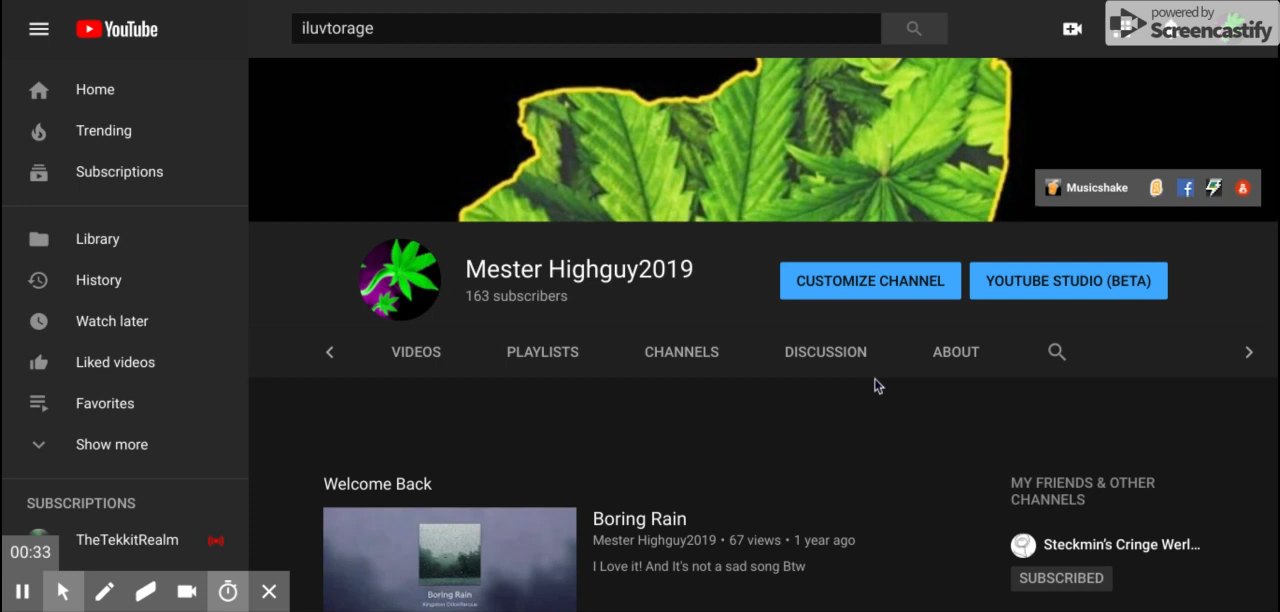 YouTube
iluvtorage
powered by
Screencastify
Home
Trending
Subscriptions
Library
History
Watch later
Liked videos
Favorites
Show more
SUBSCRIPTIONS
TheTekkitRealm
00:33
Musicshake
Mester Highguy2019
163 subscribers
CUSTOMIZE CHANNEL
YOUTUBE STUDIO (BETA)
VIDEOS PLAYLISTS CHANNELS DISCUSSION ABOUT
Welcome Back
Boring Rain
Boring Rain
Mester Highguy2019 • 67 views • 1 year ago
I Love it! And It's not a sad song Btw
MY FRIENDS & OTHER
CHANNELS
Steckmin's Cringe Werl...
SUBSCRIBED